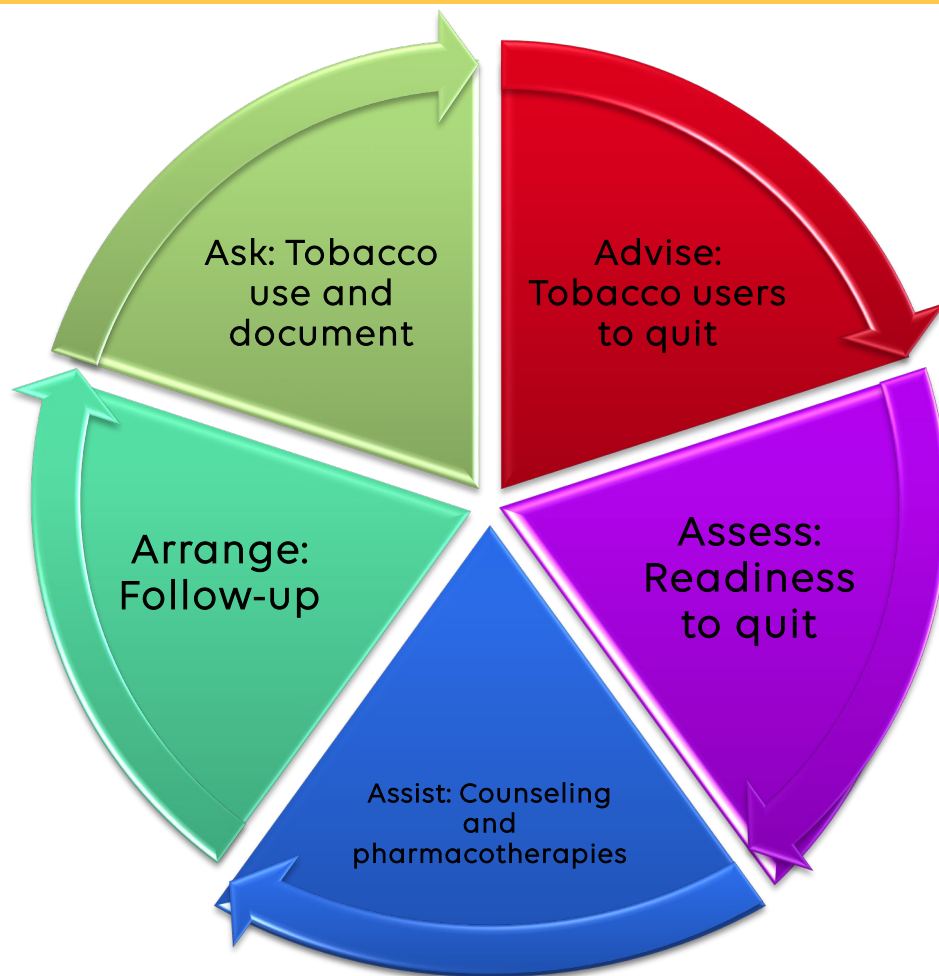 Ask: Tobacco
use and
document
Advise:
Tobacco users
to quit
Assess:
Readiness
to quit
Assist: Counseling
and
pharmacotherapies
Arrange:
Follow-up